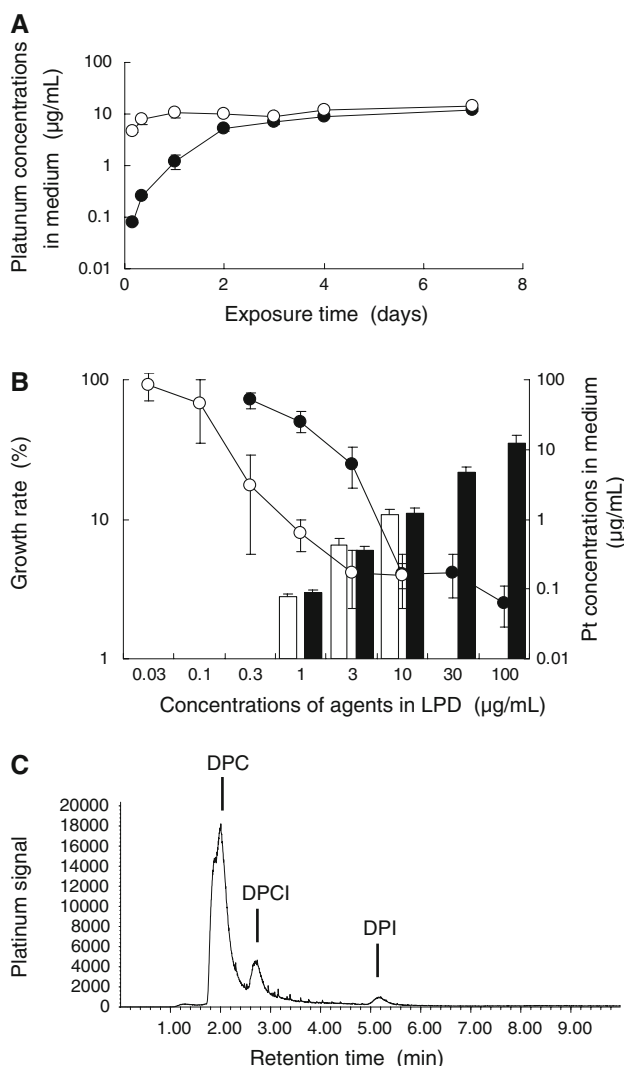 A
Platunum concentrations
in medium (µg/mL)
100
10
1
0.1
0.01
0
2
4
6
8
Exposure time (days)
B
Growth rate (%)
100
10
1
100
10
1
0.1
0.01
Pt concentrations in medium
(µg/mL)
0.03 0.1 0.3 1 3 10 30 100
Concentrations of agents in LPD (µg/mL)
C
Platinum signal
20000
18000
16000
14000
12000
10000
8000
6000
4000
2000
0
DPC
DPCI
DPI
1.00 2.00 3.00 4.00 5.00 6.00 7.00 8.00 9.00
Retention time (min)